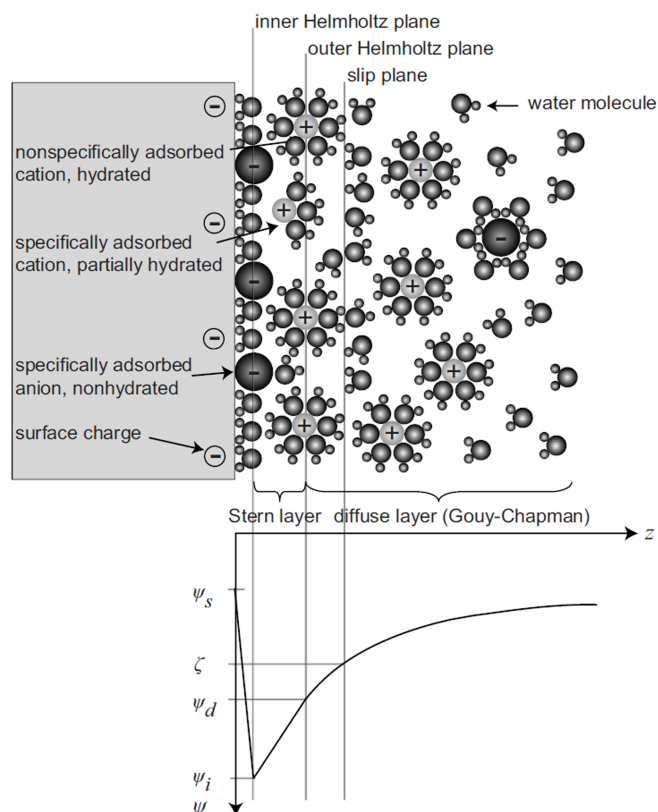 inner Helmholtz plane
outer Helmholtz plane
slip plane
water molecule
nonspecifically adsorbed
cation, hydrated
specifically adsorbed
cation, partially hydrated
specifically adsorbed
anion, nonhydrated
surface charge
Stern layer
diffuse layer (Gouy-Chapman)
z
ψs
ζ
ψd
ψi
ψ